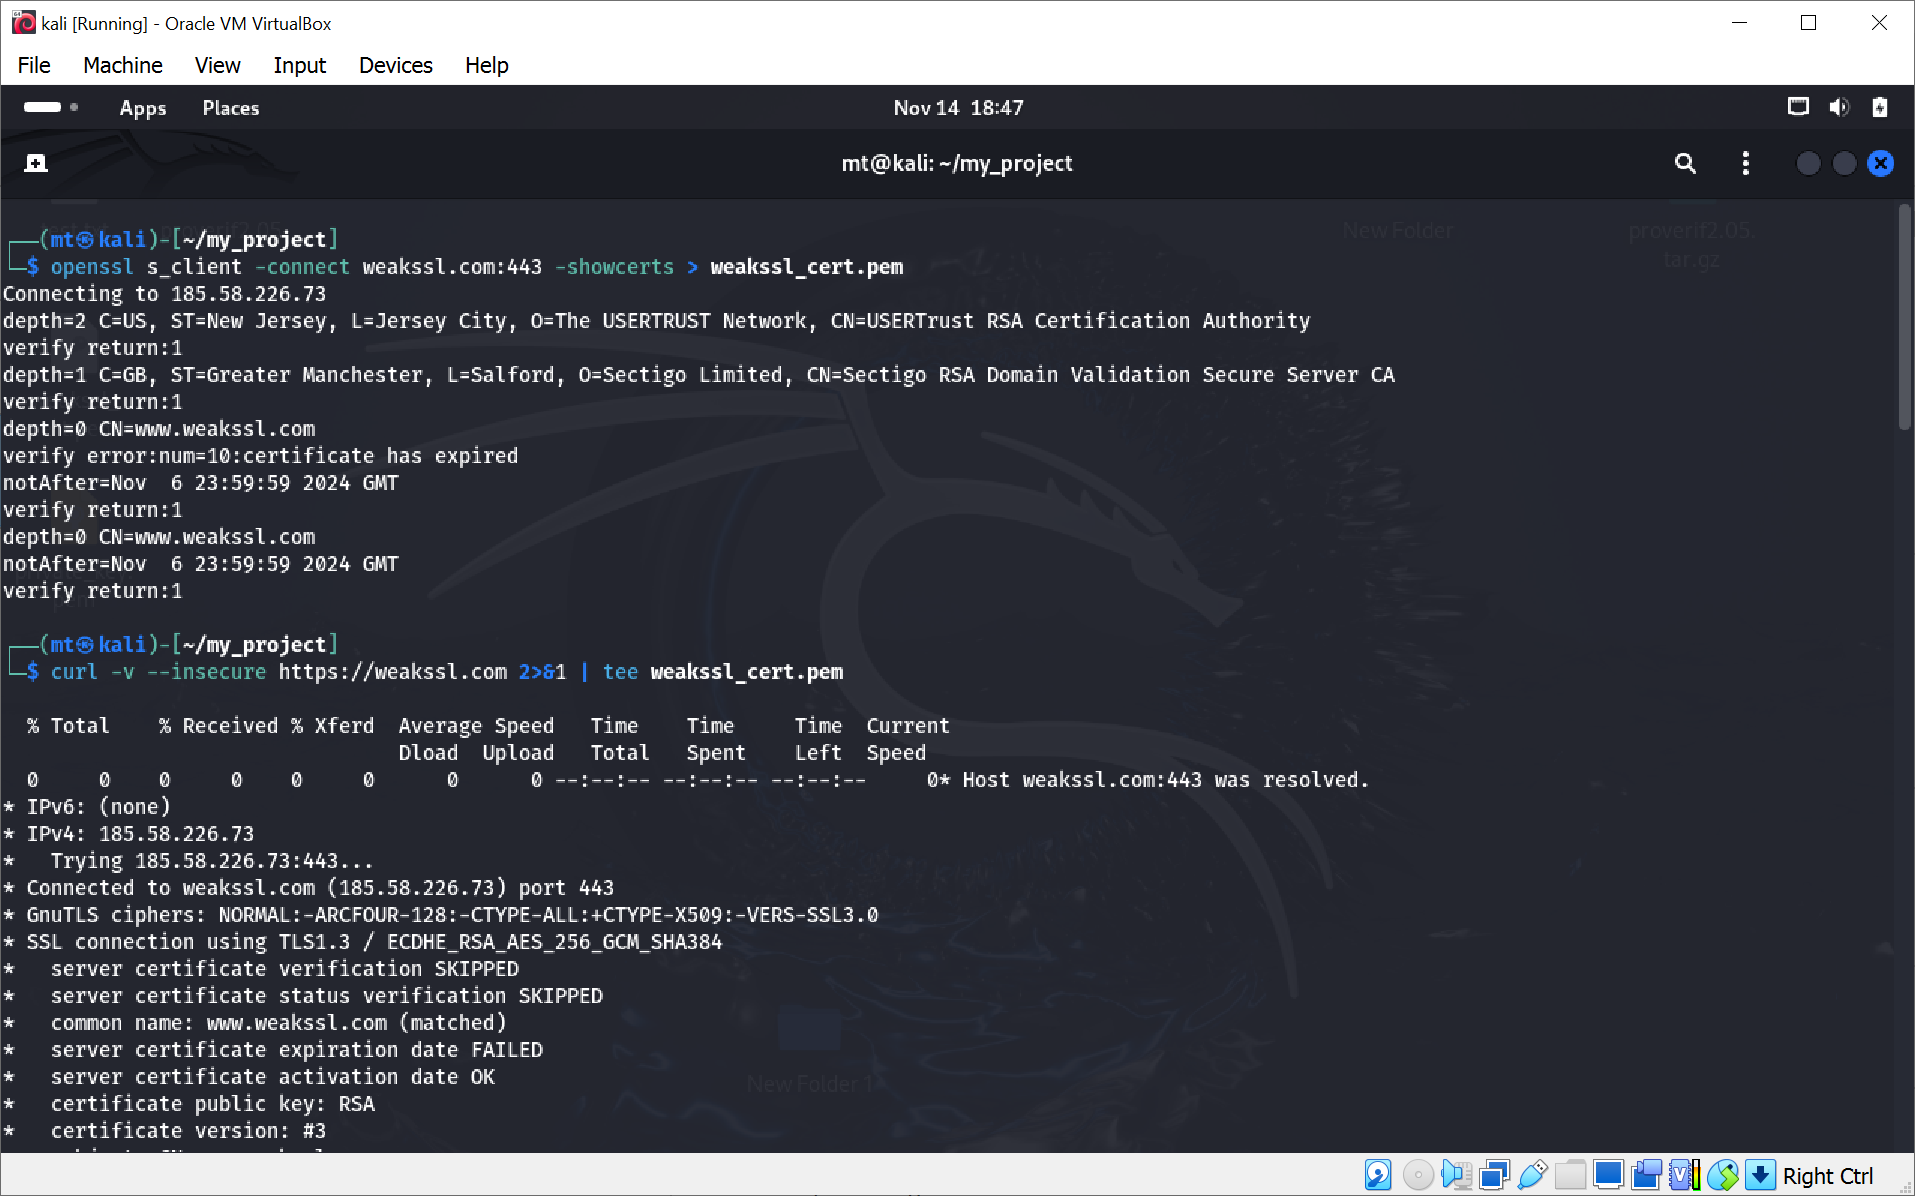 kali [Running] - Oracle VM VirtualBox
File Machine View Input Devices Help
Apps Places Nov 14 18:47
mt@kali: ~/my_project
New Folder
proverif2.05.
tar.gz
┌──(mt㉿kali)-[~/my_project]
└─$ openssl s_client -connect weakssl.com:443 -showcerts > weakssl_cert.pem
Connecting to 185.58.226.73
depth=2 C=US, ST=New Jersey, L=Jersey City, O=The USERTRUST Network, CN=USERTrust RSA Certification Authority
verify return:1
depth=1 C=GB, ST=Greater Manchester, L=Salford, O=Sectigo Limited, CN=Sectigo RSA Domain Validation Secure Server CA
verify return:1
depth=0 CN=www.weakssl.com
verify error:num=10:certificate has expired
notAfter=Nov  6 23:59:59 2024 GMT
verify return:1
depth=0 CN=www.weakssl.com
notAfter=Nov  6 23:59:59 2024 GMT
verify return:1
┌──(mt㉿kali)-[~/my_project]
└─$ curl -v --insecure https://weakssl.com 2>&1 | tee weakssl_cert.pem
% Total    % Received % Xferd  Average Speed   Time    Time     Time  Current
Dload  Upload   Total   Spent    Left  Speed
0     0    0     0    0     0      0      0 --:--:-- --:--:-- --:--:--     0* Host weakssl.com:443 was resolved.
* IPv6: (none)
* IPv4: 185.58.226.73
*   Trying 185.58.226.73:443...
* Connected to weakssl.com (185.58.226.73) port 443
* GnuTLS ciphers: NORMAL:-ARCFOUR-128:-CTYPE-ALL:+CTYPE-X509:-VERS-SSL3.0
* SSL connection using TLS1.3 / ECDHE_RSA_AES_256_GCM_SHA384
*   server certificate verification SKIPPED
*   server certificate status verification SKIPPED
*   common name: www.weakssl.com (matched)
*   server certificate expiration date FAILED
*   server certificate activation date OK
New Folder 1
*   certificate public key: RSA
*   certificate version: #3
Right Ctrl